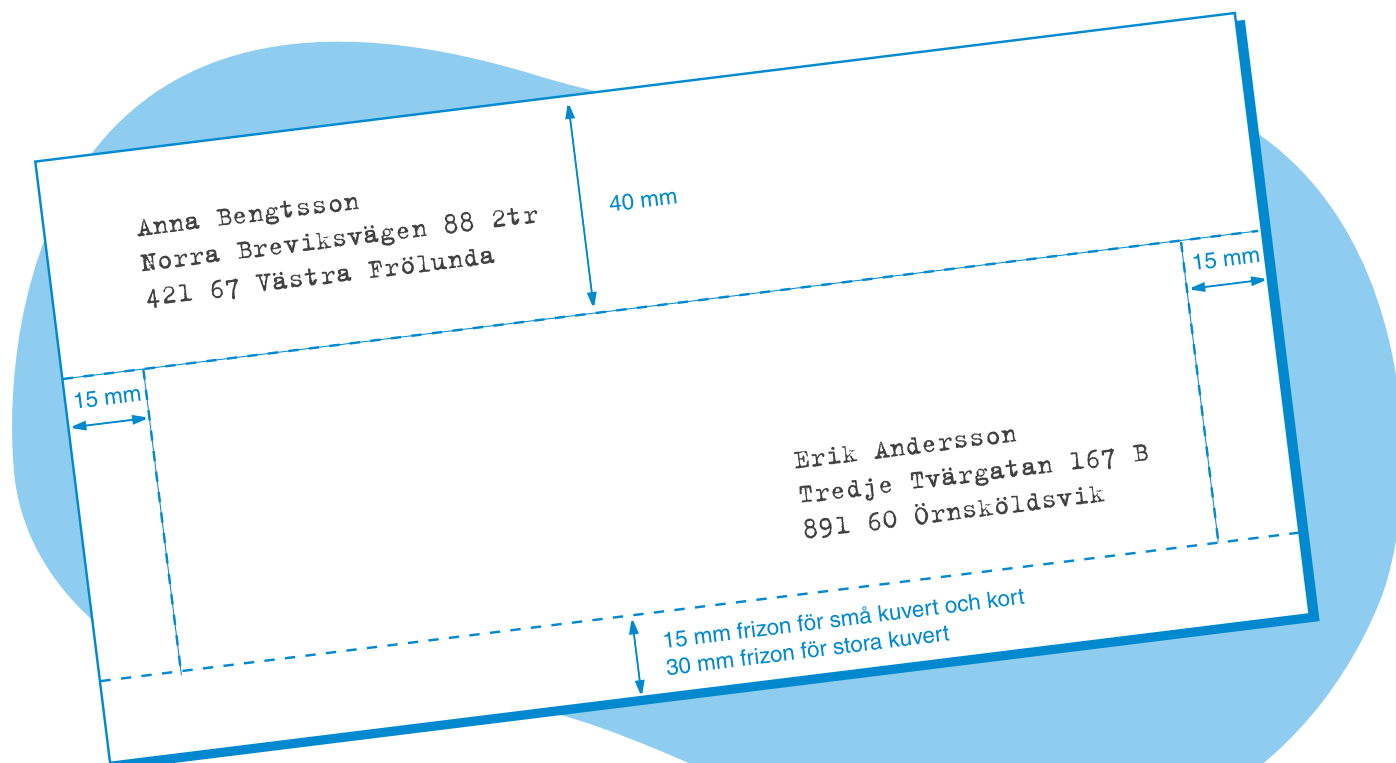 Anna Bengtsson
Norra Breviksvägen 88 2tr
421 67 Västra Frölunda
40 mm
15 mm
15 mm
Erik Andersson
Tredje Tvärgatan 167 B
891 60 Örnsköldsvik
15 mm frizon för små kuvert och kort
30 mm frizon för stora kuvert